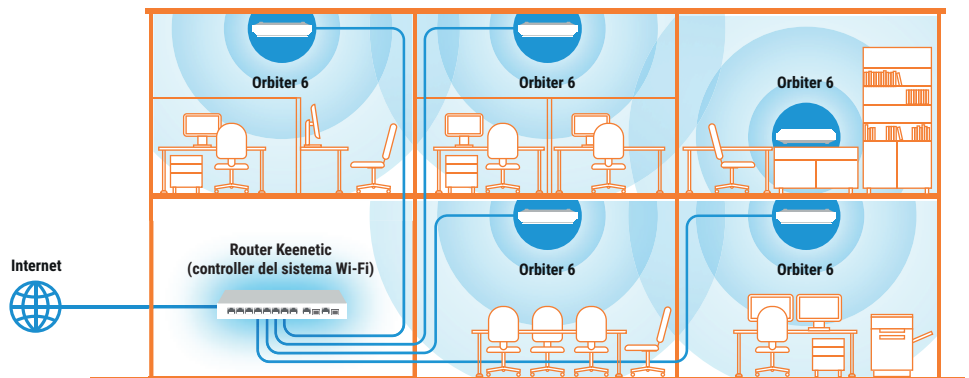 Orbiter 6
Orbiter 6
Orbiter 6
Internet
Router Keenetic
(controller del sistema Wi-Fi)
Orbiter 6
Orbiter 6